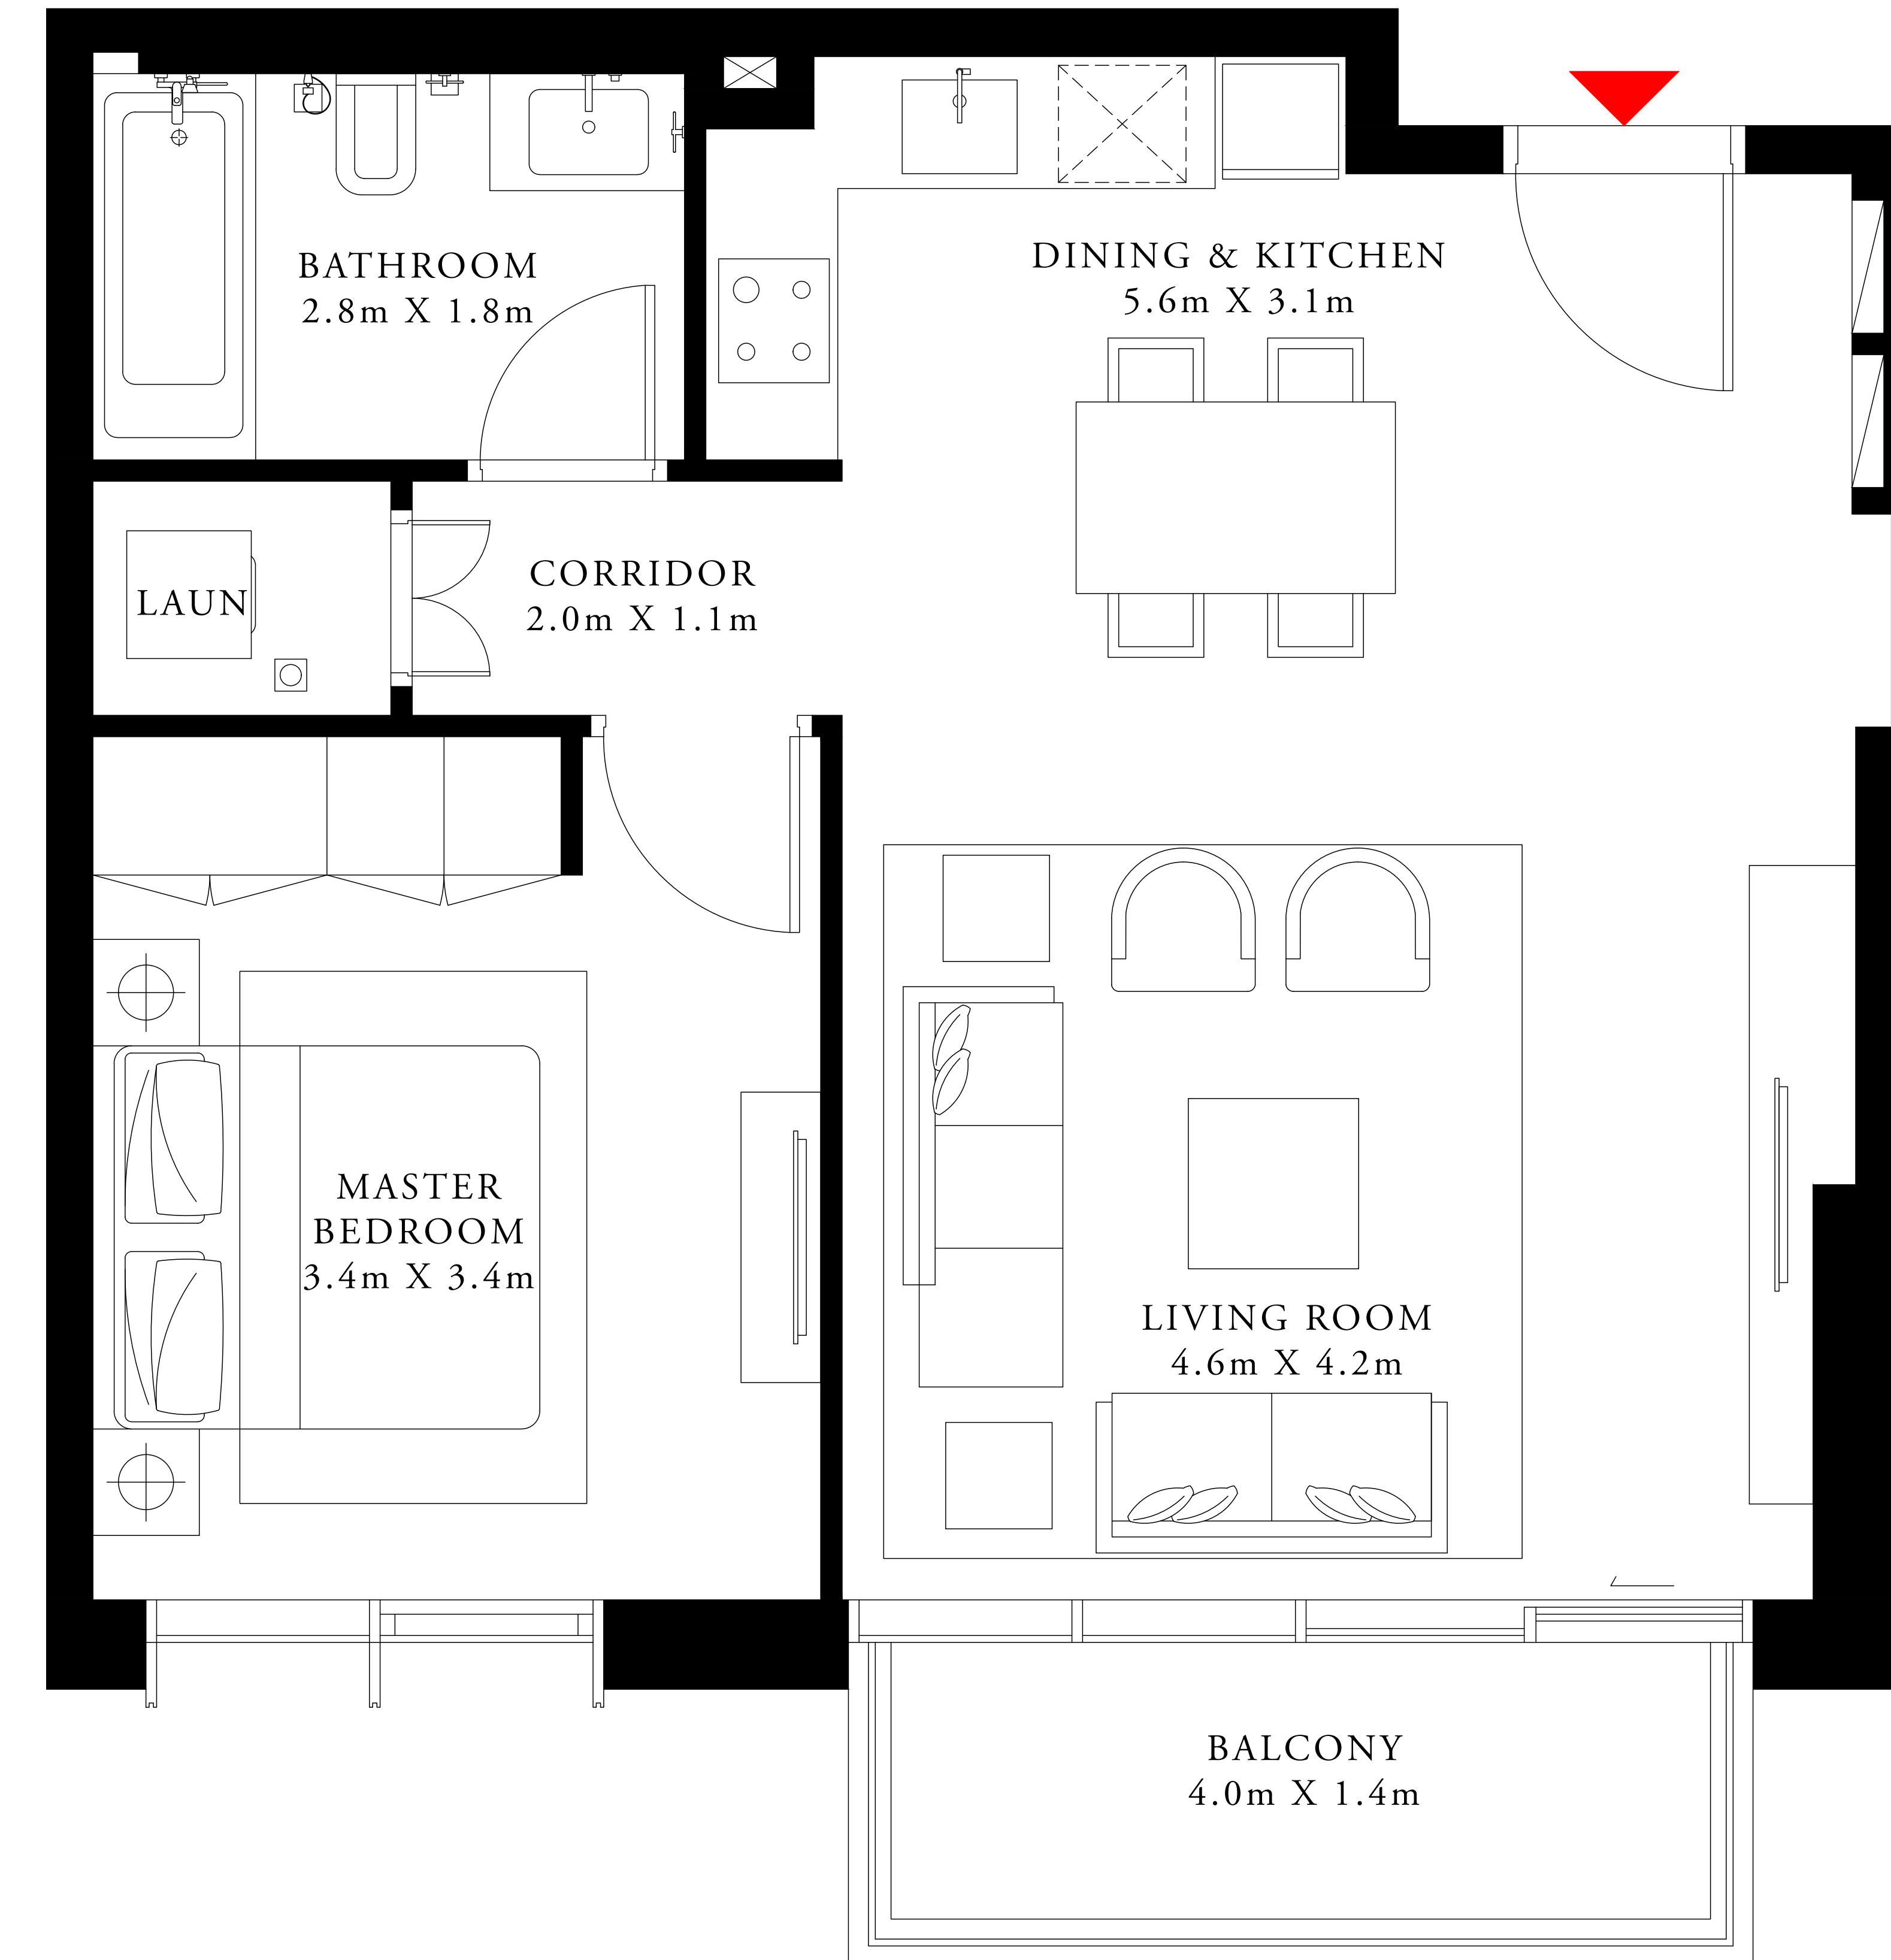 BATHROOM
2.8m X 1.8m
DINING & KITCHEN
5.6m X 3.1m
LAUN
CORRIDOR
2.0m X 1.1m
MASTER
BEDROOM
3.4m X 3.4m
LIVING ROOM
4.6m X 4.2m
BALCONY
4.0m X 1.4m